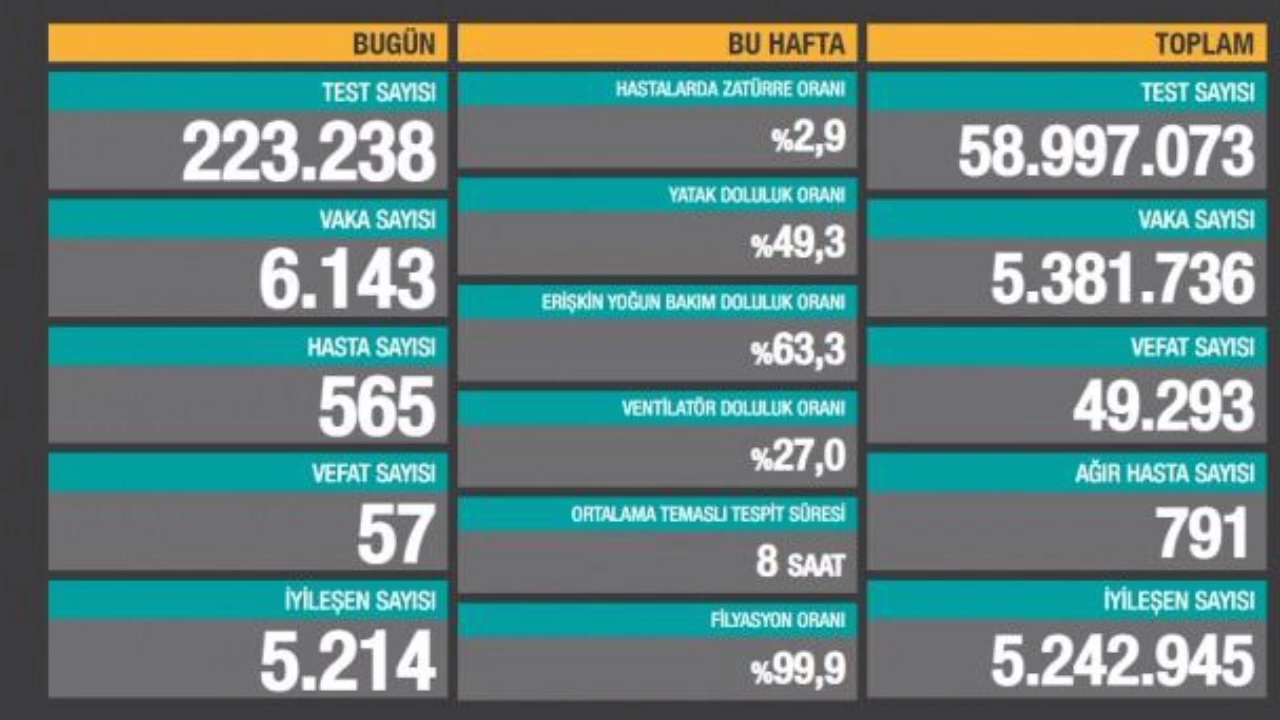 BUGÜN
TEST SAYISI
223.238
VAKA SAYISI
6.143
HASTA SAYISI
565
VEFAT SAYISI
57
İYİLEŞEN SAYISI
5.214
BU HAFTA
HASTALARDA ZATÜRRE ORANI
%2,9
YATAK DOLULUK ORANI
%49,3
ERİŞKİN YOĞUN BAKIM DOLULUK ORANI
%63,3
VENTİLATÖR DOLULUK ORANI
%27,0
ORTALAMA TEMASLI TESPİT SÜRESİ
8 SAAT
FİLYASYON ORANI
%99,9
TOPLAM
TEST SAYISI
58.997.073
VAKA SAYISI
5.381.736
VEFAT SAYISI
49.293
AĞIR HASTA SAYISI
791
İYİLEŞEN SAYISI
5.242.945